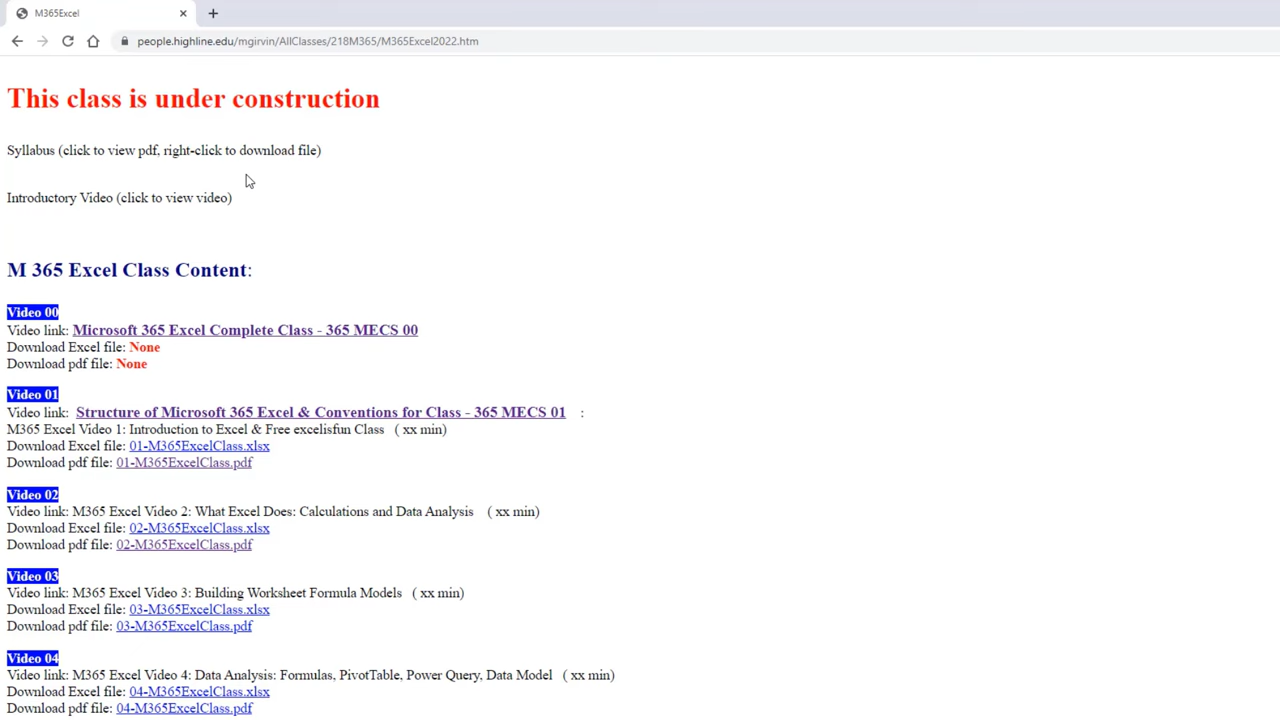 M365Excel
people.highline.edu/mgirvin/AllClasses/218M365/M365Excel2022.htm
This class is under construction
Syllabus (click to view pdf, right-click to download file)
Introductory Video (click to view video)
M 365 Excel Class Content:
Video 00
Video link: Microsoft 365 Excel Complete Class - 365 MECS 00
Download Excel file: None
Download pdf file: None
Video 01
Video link: Structure of Microsoft 365 Excel & Conventions for Class - 365 MECS 01 :
M365 Excel Video 1: Introduction to Excel & Free excelisfun Class ( xx min)
Download Excel file: 01-M365ExcelClass.xlsx
Download pdf file: 01-M365ExcelClass.pdf
Video 02
Video link: M365 Excel Video 2: What Excel Does: Calculations and Data Analysis ( xx min)
Download Excel file: 02-M365ExcelClass.xlsx
Download pdf file: 02-M365ExcelClass.pdf
Video 03
Video link: M365 Excel Video 3: Building Worksheet Formula Models ( xx min)
Download Excel file: 03-M365ExcelClass.xlsx
Download pdf file: 03-M365ExcelClass.pdf
Video 04
Video link: M365 Excel Video 4: Data Analysis: Formulas, PivotTable, Power Query, Data Model ( xx min)
Download Excel file: 04-M365ExcelClass.xlsx
Download pdf file: 04-M365ExcelClass.pdf